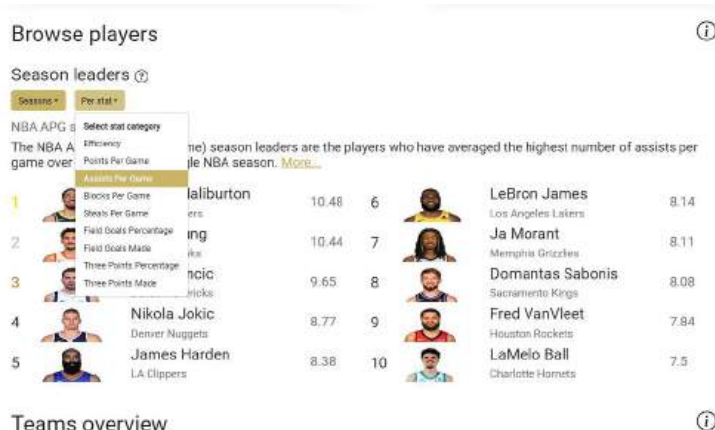 Browse players
Season leaders
Seasons Per stat
NBA APG s
Select stat category
The NBA A me) season leaders are the players who have averaged the highest number of assists per
game over le NBA season. More...
Efficiency
Points Per Game
Assists Per Game
Blocks Per Game
Steals Per Game
Field Goals Percentage
Field Goals Made
Three Points Percentage
Three Points Made
1 aliburton 10.48
ers
2 ng 10.44
ks
3 ncic 9.65
ericks
4 Nikola Jokic 8.77
Denver Nuggets
5 James Harden 8.38
LA Clippers
6 LeBron James 8.14
Los Angeles Lakers
7 Ja Morant 8.11
Memphis Grizzlies
8 Domantas Sabonis 8.08
Sacramento Kings
9 Fred VanVleet 7.84
Houston Rockets
10 LaMelo Ball 7.5
Charlotte Hornets
Teams overview